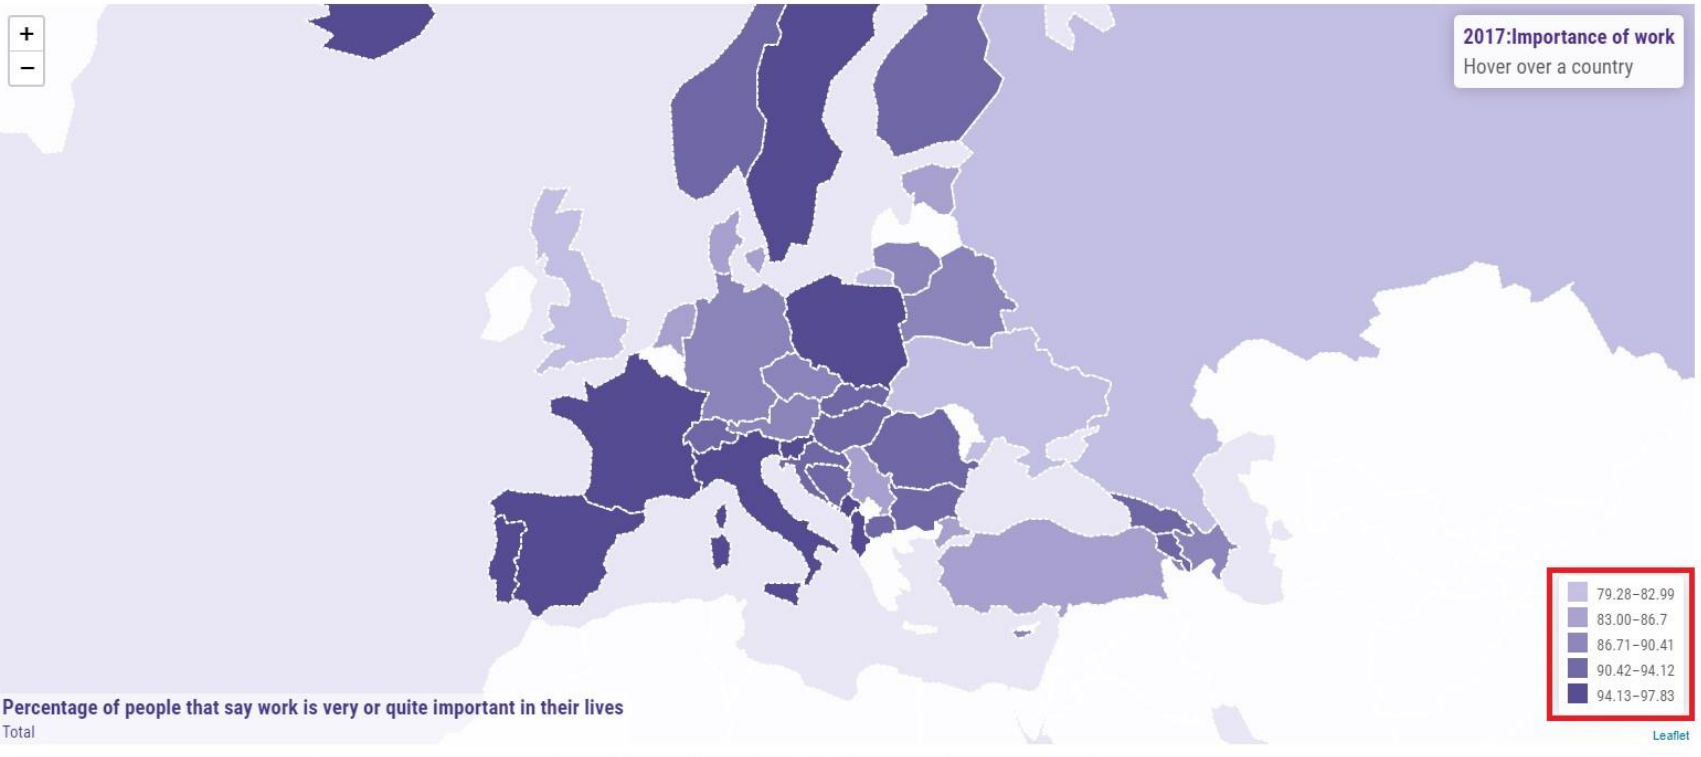 +
−
2017:Importance of work
Hover over a country
79.28–82.99
83.00–86.7
86.71–90.41
90.42–94.12
94.13–97.83
Percentage of people that say work is very or quite important in their lives
Total
Leaflet